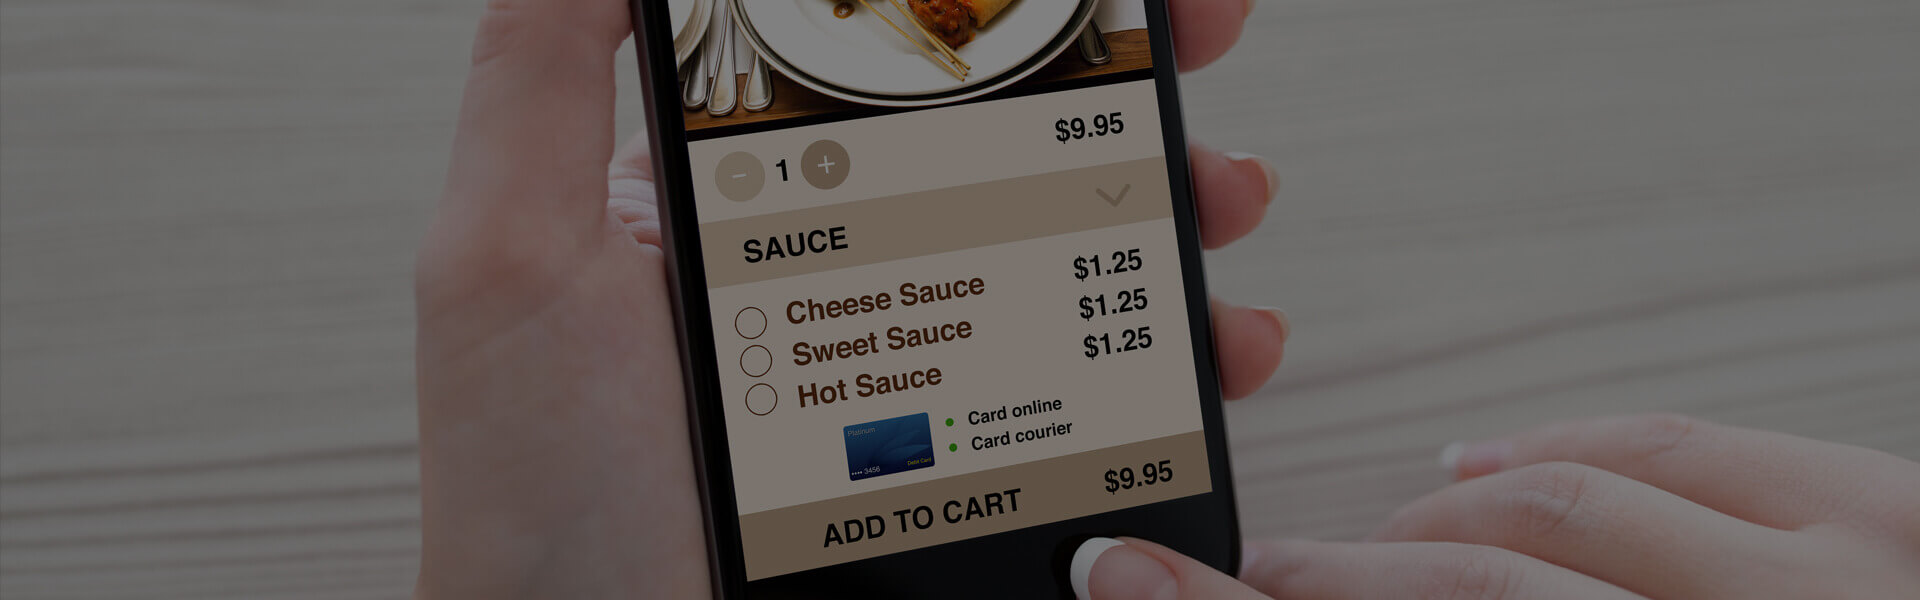 $9.95
− 1 +
SAUCE
Cheese Sauce $1.25
Sweet Sauce $1.25
Hot Sauce $1.25
Platinum
•••• 3456
Debit Card
Card online
Card courier
ADD TO CART $9.95